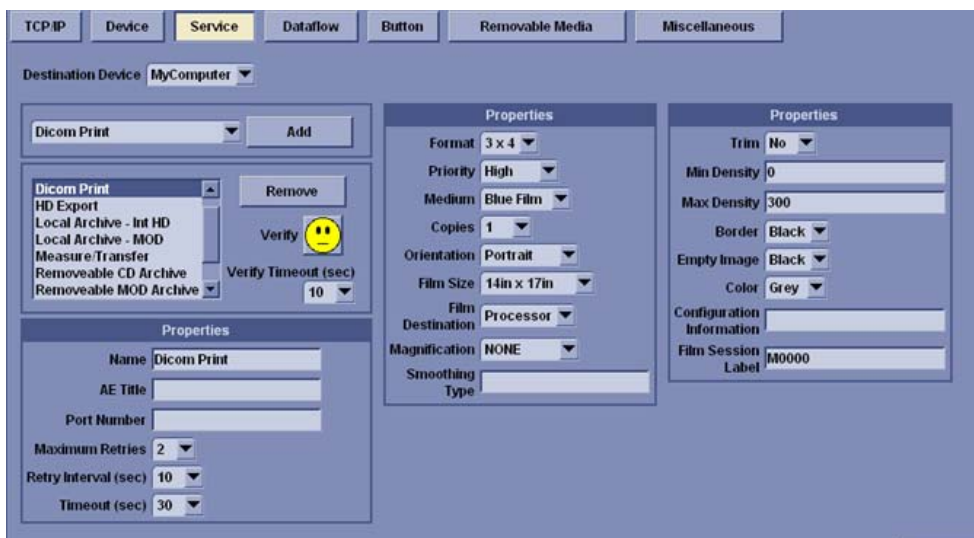 TCP/IP Device Service Dataflow Button Removable Media Miscellaneous
Destination Device MyComputer
Dicom Print Add
Dicom Print
HD Export
Local Archive - Int HD
Local Archive - MOD
Measure/Transfer
Removeable CD Archive
Removeable MOD Archive
Remove
Verify
Verify Timeout (sec)
10
Properties
Name Dicom Print
AE Title
Port Number
Maximum Retries 2
Retry Interval (sec) 10
Timeout (sec) 30
Properties
Format 3 x 4
Priority High
Medium Blue Film
Copies 1
Orientation Portrait
Film Size 14in x 17in
Film
Destination Processor
Magnification NONE
Smoothing
Type
Properties
Trim No
Min Density 0
Max Density 300
Border Black
Empty Image Black
Color Grey
Configuration
Information
Film Session
Label M0000